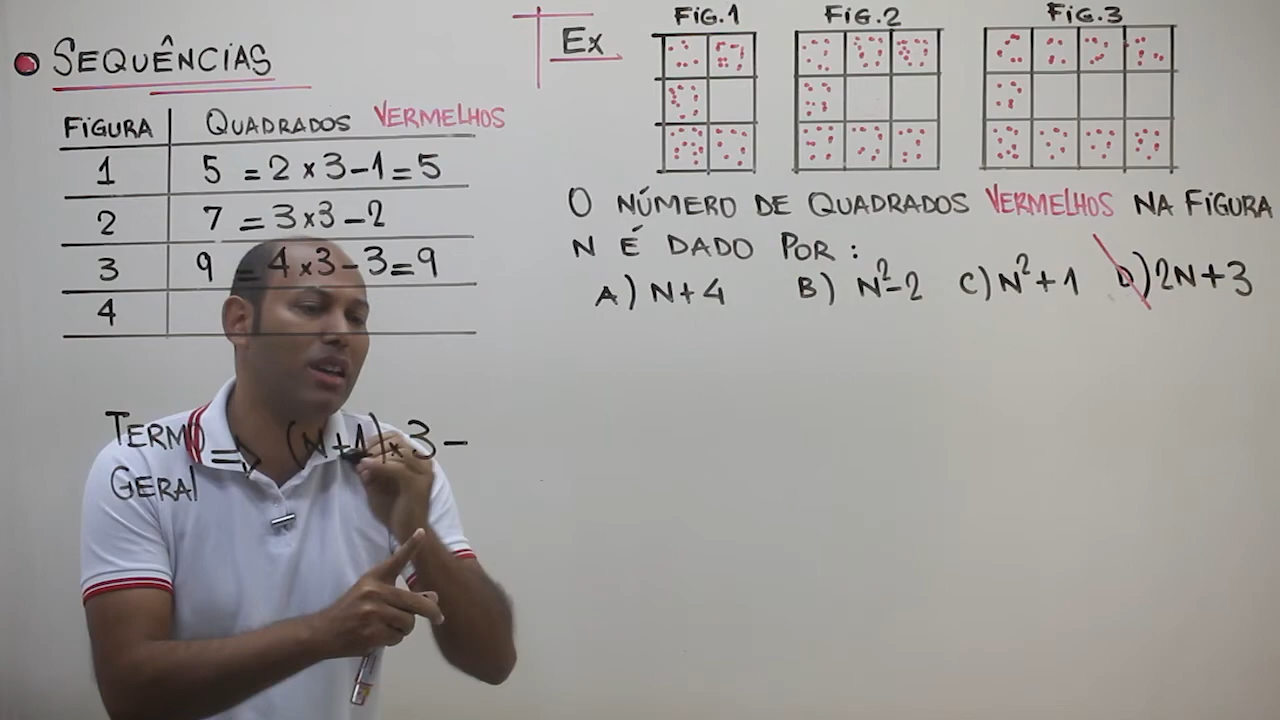 SEQUÊNCIAS
FIGURA QUADRADOS VERMELHOS
1 5 = 2 x 3 - 1 = 5
2 7 = 3 x 3 - 2
3 9 = 4 x 3 - 3 = 9
4
TERMO GERAL => (N+1) x 3 -
Ex
FIG.1 FIG.2 FIG.3
O NÚMERO DE QUADRADOS VERMELHOS NA FIGURA
N É DADO POR :
A) N+4 B) N²-2 C) N²+1 D) 2N+3